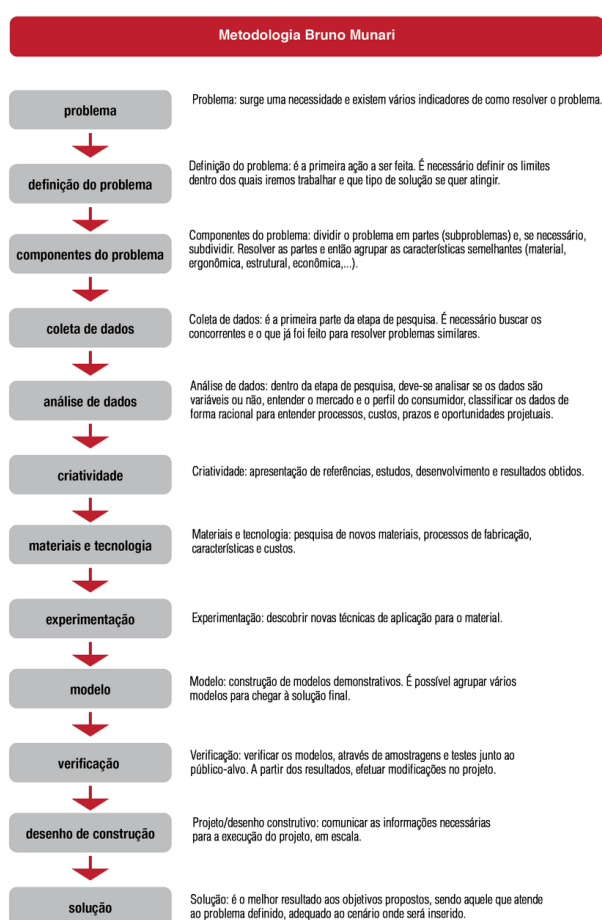 Metodologia Bruno Munari
problema
Problema: surge uma necessidade e existem vários indicadores de como resolver o problema.
definição do problema
Definição do problema: é a primeira ação a ser feita. É necessário definir os limites
dentro dos quais iremos trabalhar e que tipo de solução se quer atingir.
componentes do problema
Componentes do problema: dividir o problema em partes (subproblemas) e, se necessário,
subdividir. Resolver as partes e então agrupar as características semelhantes (material,
ergonômica, estrutural, econômica,...).
coleta de dados
Coleta de dados: é a primeira parte da etapa de pesquisa. É necessário buscar os
concorrentes e o que já foi feito para resolver problemas similares.
análise de dados
Análise de dados: dentro da etapa de pesquisa, deve-se analisar se os dados são
variáveis ou não, entender o mercado e o perfil do consumidor, classificar os dados de
forma racional para entender processos, custos, prazos e oportunidades projetuais.
criatividade
Criatividade: apresentação de referências, estudos, desenvolvimento e resultados obtidos.
materiais e tecnologia
Materiais e tecnologia: pesquisa de novos materiais, processos de fabricação,
características e custos.
experimentação
Experimentação: descobrir novas técnicas de aplicação para o material.
modelo
Modelo: construção de modelos demonstrativos. É possível agrupar vários
modelos para chegar à solução final.
verificação
Verificação: verificar os modelos, através de amostragens e testes junto ao
público-alvo. A partir dos resultados, efetuar modificações no projeto.
desenho de construção
Projeto/desenho construtivo: comunicar as informações necessárias
para a execução do projeto, em escala.
solução
Solução: é o melhor resultado aos objetivos propostos, sendo aquele que atende
ao problema definido, adequado ao cenário onde será inserido.